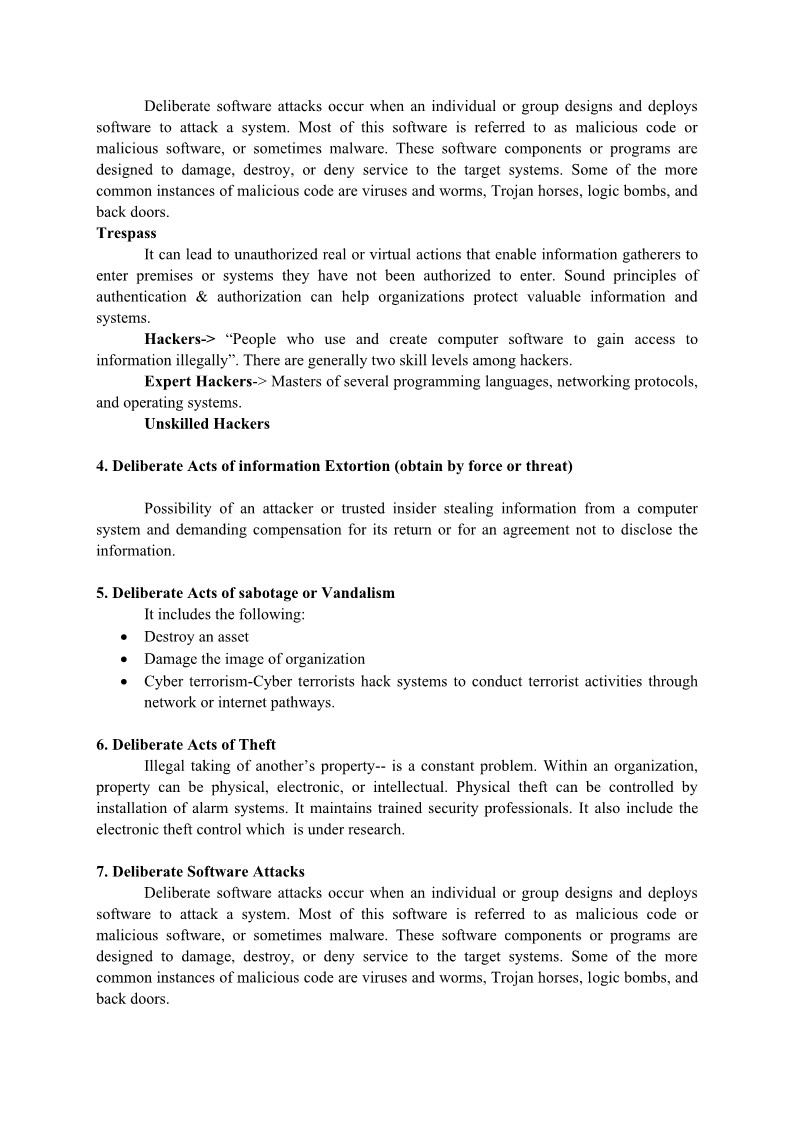 Deliberate software attacks occur when an individual or group designs and deploys
software to attack a system. Most of this software is referred to as malicious code or
malicious software, or sometimes malware. These software components or programs are
designed to damage, destroy, or deny service to the target systems. Some of the more
common instances of malicious code are viruses and worms, Trojan horses, logic bombs, and
back doors.
Trespass
It can lead to unauthorized real or virtual actions that enable information gatherers to
enter premises or systems they have not been authorized to enter. Sound principles of
authentication & authorization can help organizations protect valuable information and
systems.
Hackers-> “People who use and create computer software to gain access to
information illegally”. There are generally two skill levels among hackers.
Expert Hackers-> Masters of several programming languages, networking protocols,
and operating systems.
Unskilled Hackers
4. Deliberate Acts of information Extortion (obtain by force or threat)
Possibility of an attacker or trusted insider stealing information from a computer
system and demanding compensation for its return or for an agreement not to disclose the
information.
5. Deliberate Acts of sabotage or Vandalism
It includes the following:
• Destroy an asset
• Damage the image of organization
• Cyber terrorism-Cyber terrorists hack systems to conduct terrorist activities through
network or internet pathways.
6. Deliberate Acts of Theft
Illegal taking of another’s property-- is a constant problem. Within an organization,
property can be physical, electronic, or intellectual. Physical theft can be controlled by
installation of alarm systems. It maintains trained security professionals. It also include the
electronic theft control which  is under research.
7. Deliberate Software Attacks
Deliberate software attacks occur when an individual or group designs and deploys
software to attack a system. Most of this software is referred to as malicious code or
malicious software, or sometimes malware. These software components or programs are
designed to damage, destroy, or deny service to the target systems. Some of the more
common instances of malicious code are viruses and worms, Trojan horses, logic bombs, and
back doors.